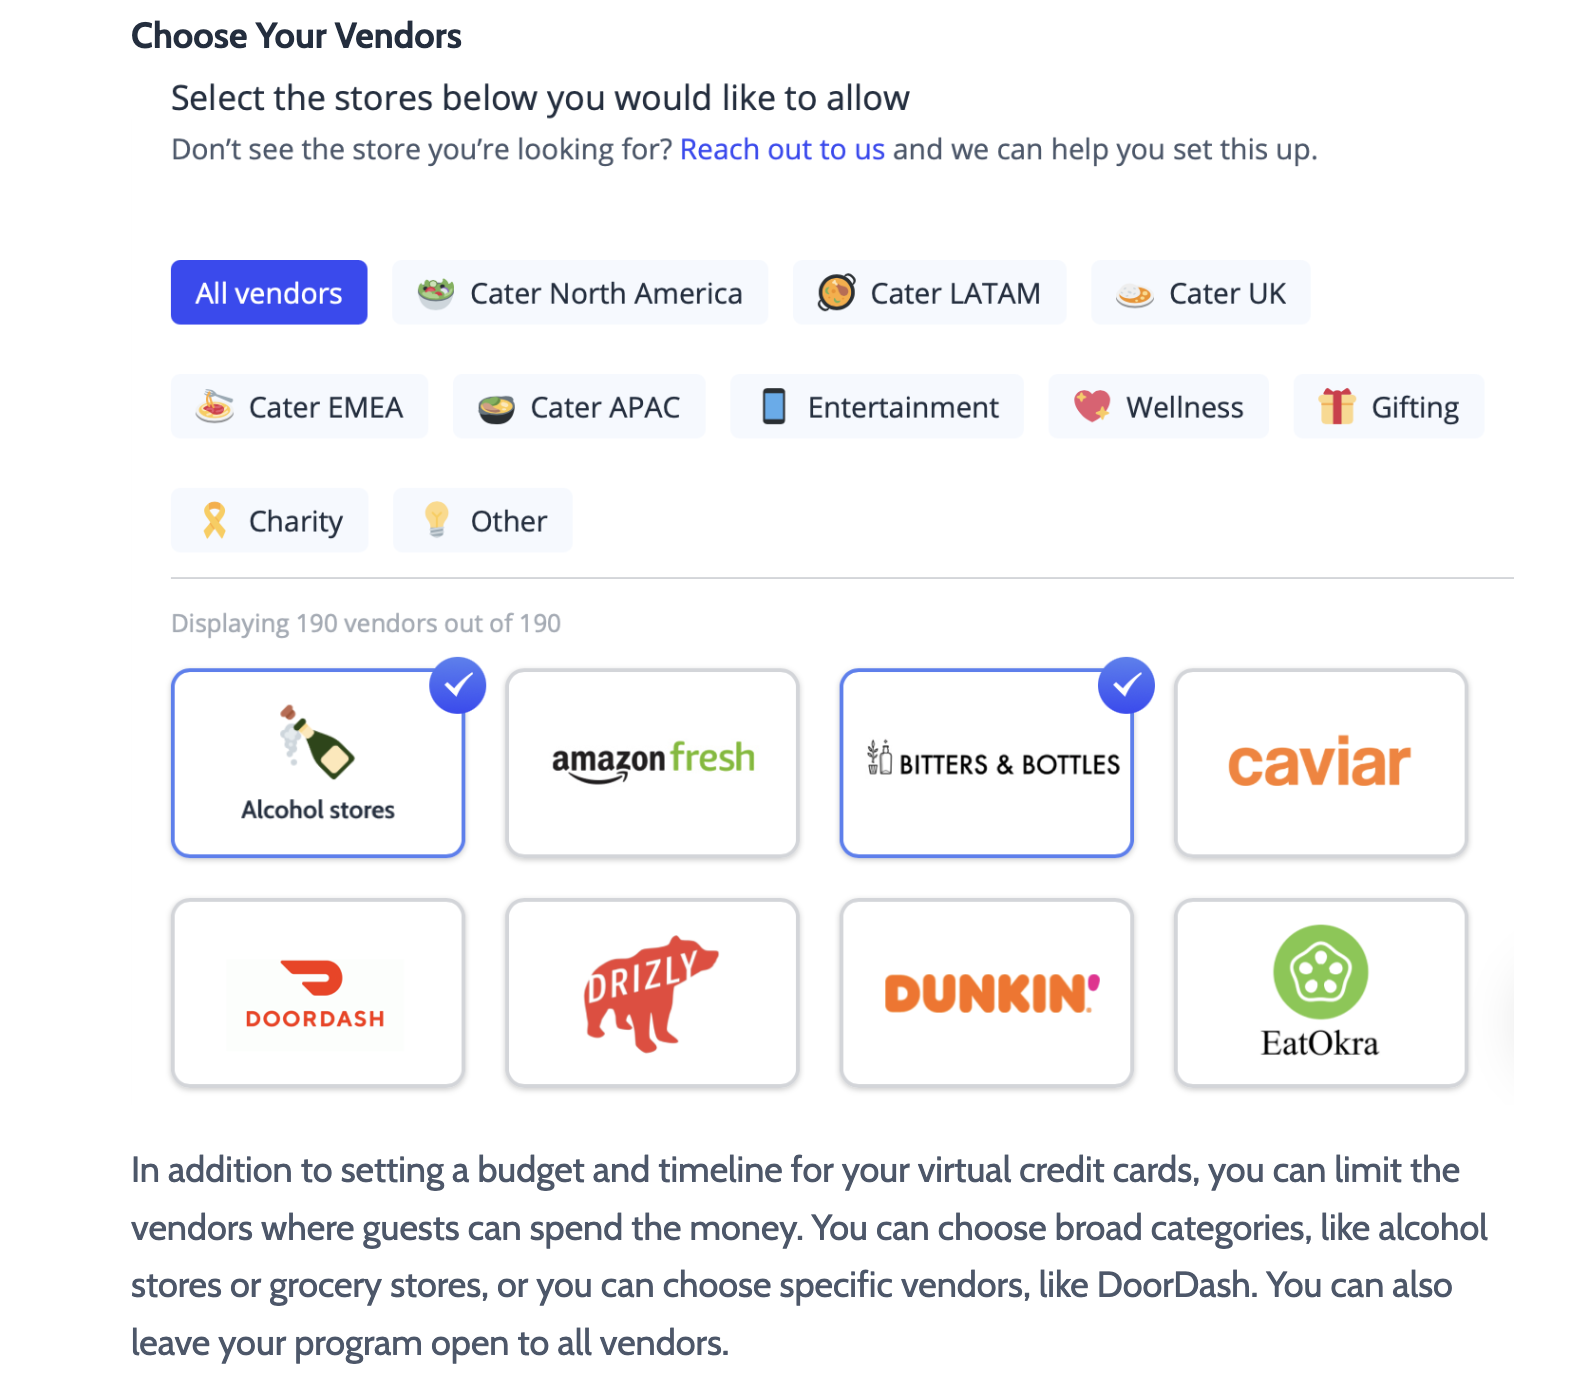 Choose Your Vendors
Select the stores below you would like to allow
Don’t see the store you’re looking for? Reach out to us and we can help you set this up.
All vendors
Cater North America
Cater LATAM
Cater UK
Cater EMEA
Cater APAC
Entertainment
Wellness
Gifting
Charity
Other
Displaying 190 vendors out of 190
Alcohol stores
amazon fresh
BITTERS & BOTTLES
caviar
DOORDASH
DRIZLY
DUNKIN'
EatOkra
In addition to setting a budget and timeline for your virtual credit cards, you can limit the
vendors where guests can spend the money. You can choose broad categories, like alcohol
stores or grocery stores, or you can choose specific vendors, like DoorDash. You can also
leave your program open to all vendors.